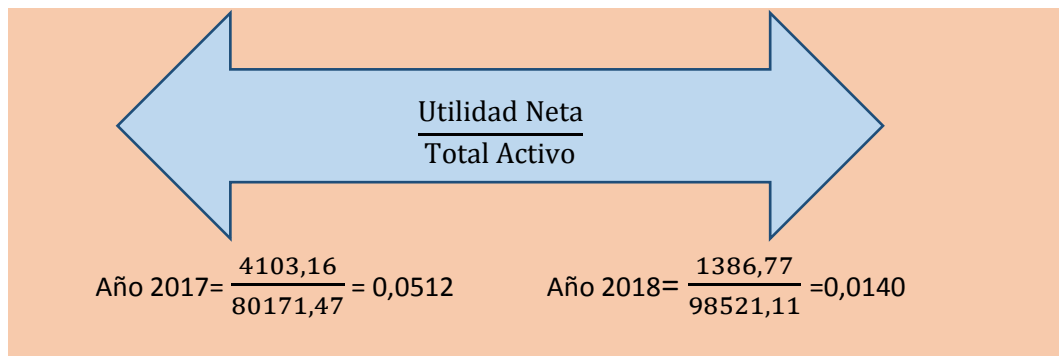 Utilidad Neta
Total Activo
Año 2017= 4103,16 / 80171,47 = 0,0512
Año 2018= 1386,77 / 98521,11 =0,0140